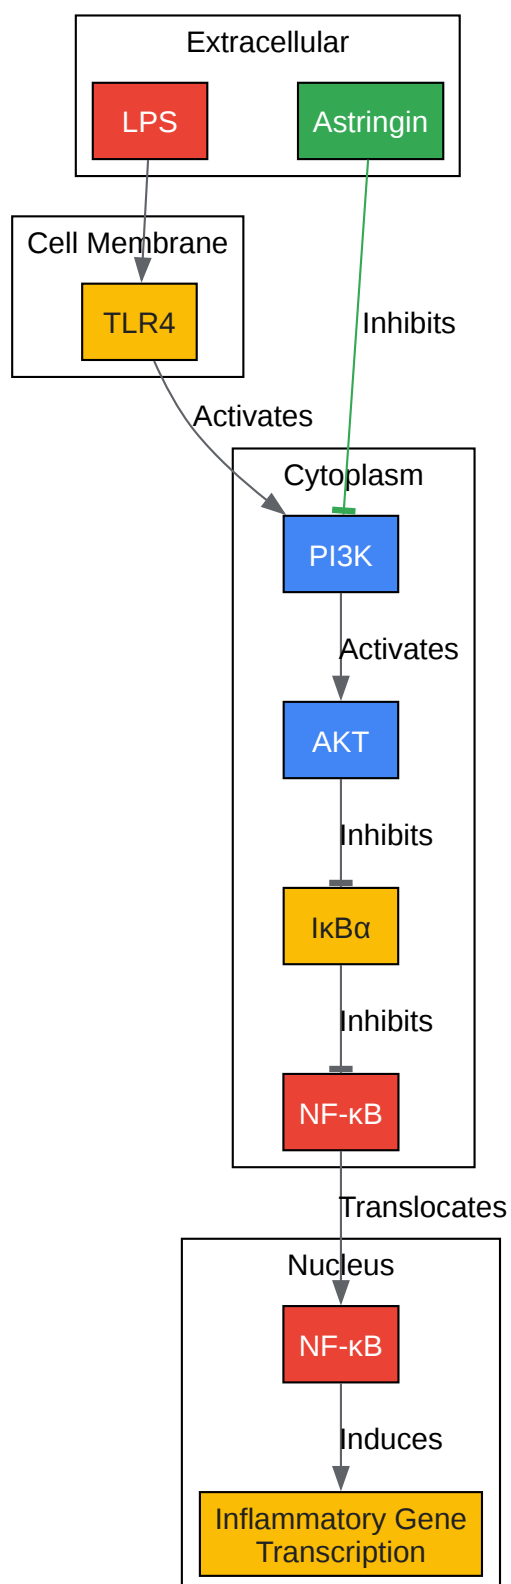 Extracellular
LPS
Astringin
Cell Membrane
TLR4
Inhibits
Activates
Cytoplasm
PI3K
Activates
AKT
Inhibits
IκBα
Inhibits
NF-κB
Translocates
Nucleus
NF-κB
Induces
Inflammatory Gene
Transcription